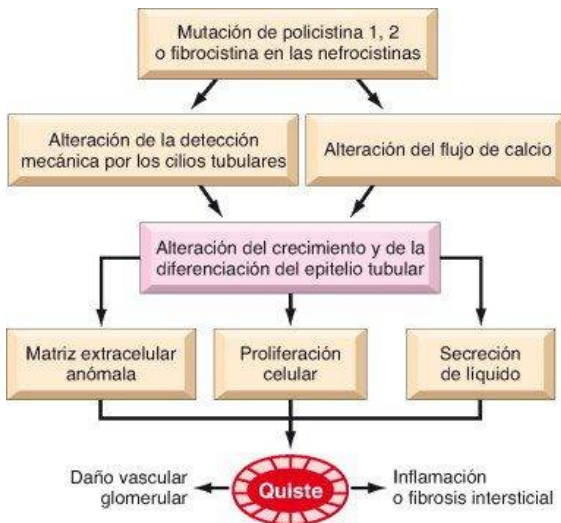 Mutación de policistina 1, 2
o fibrocistina en las nefrocistinas
Alteración de la detección
mecánica por los cilios tubulares
Alteración del flujo de calcio
Alteración del crecimiento y de la
diferenciación del epitelio tubular
Matriz extracelular
anómala
Proliferación
celular
Secreción
de líquido
Daño vascular
glomerular
Quiste
Inflamación
o fibrosis intersticial